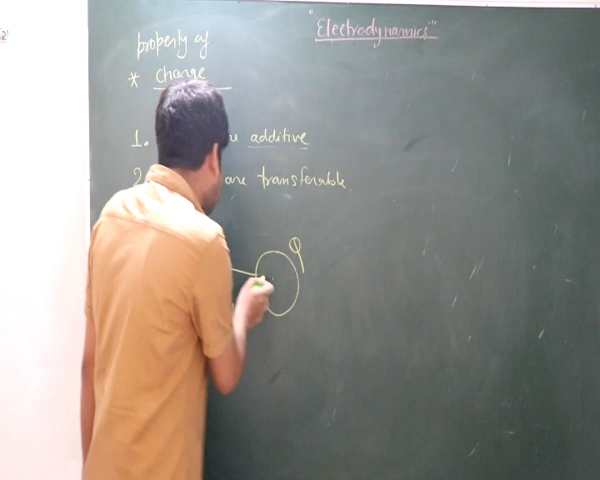 "Electrodynamics"
property of
* Charge
1. additive
2. are transferable.
Q